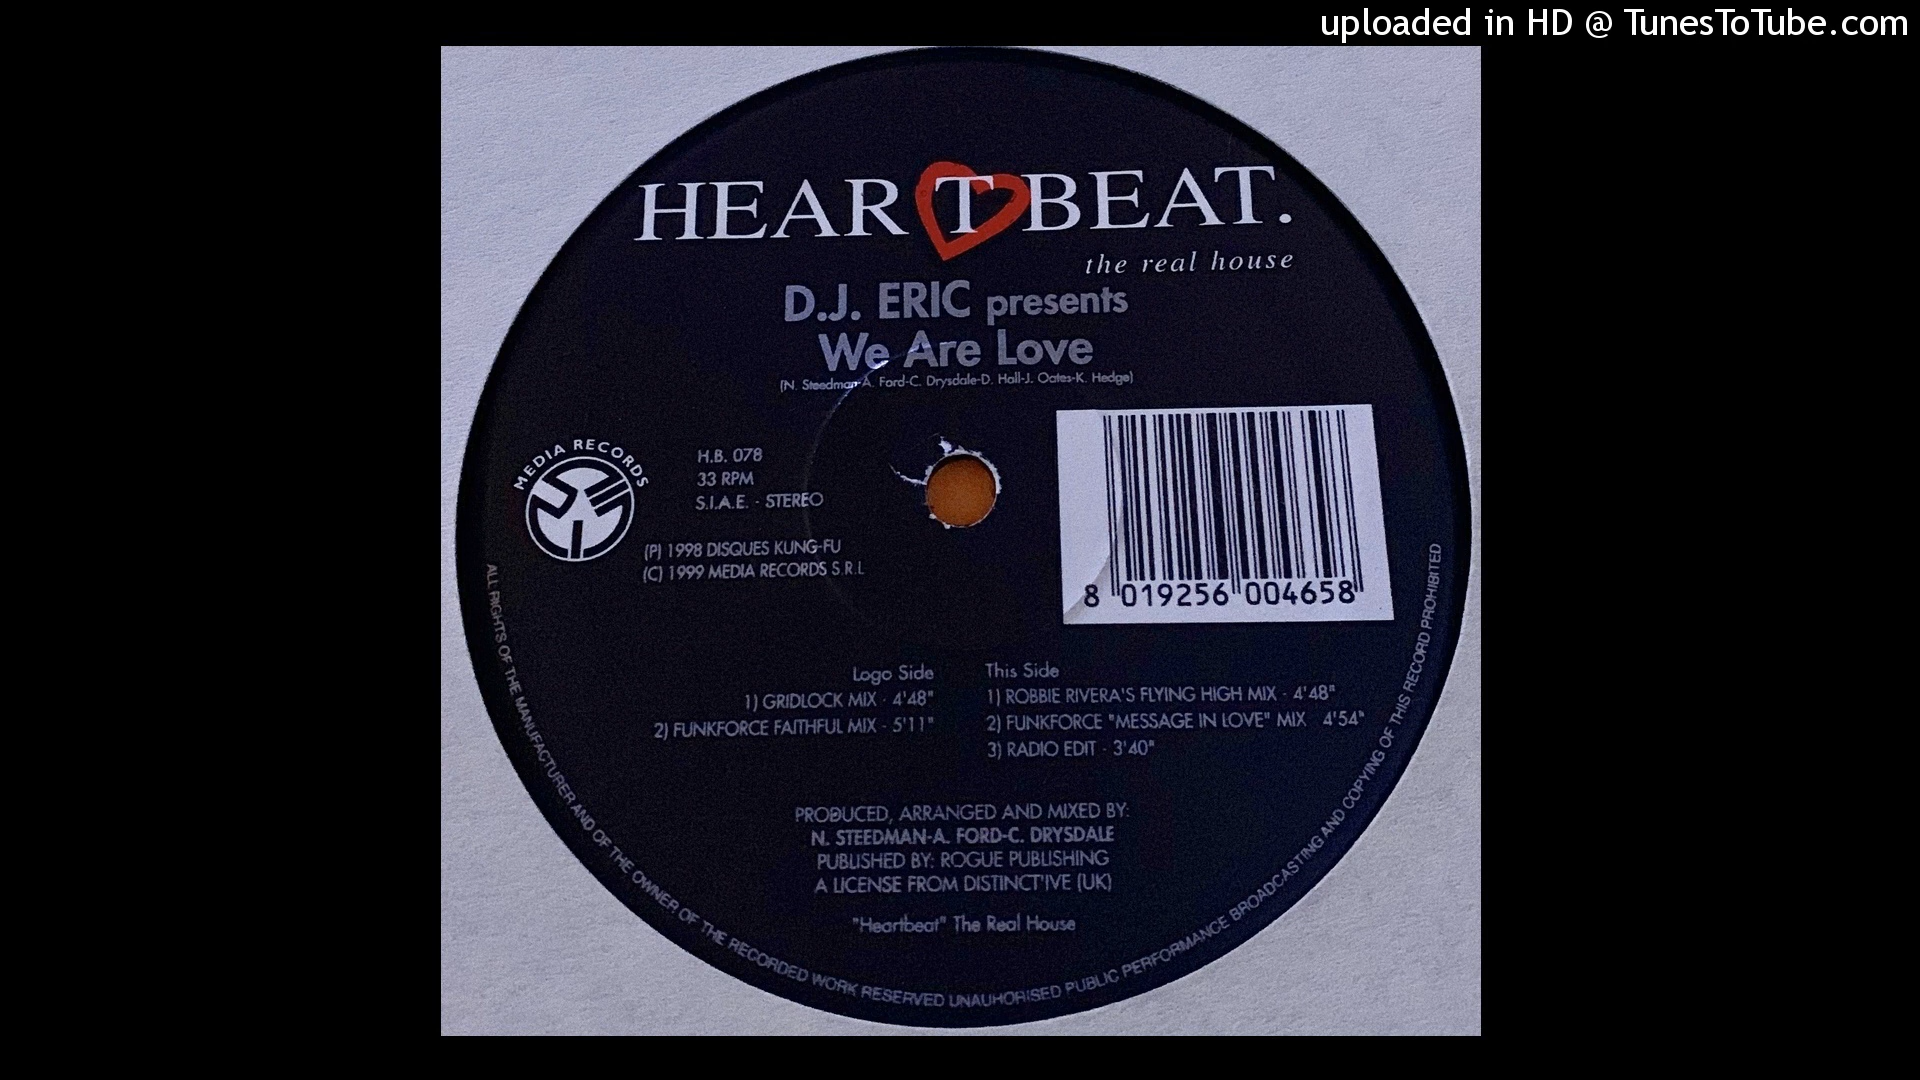 uploaded in HD @ TunesToTube.com
HEARTBEAT.
the real house
D.J. ERIC presents
We Are Love
(N. Steedman-A. Ford-C. Drysdale-D. Hall-J. Oates-K. Hedge)
MEDIA RECORDS
H.B. 078
33 RPM
S.I.A.E. - STEREO
(P) 1998 DISQUES KUNG-FU
(C) 1999 MEDIA RECORDS S.R.L
8 019256 004658
Logo Side
1) GRIDLOCK MIX - 4'48"
2) FUNKFORCE FAITHFUL MIX - 5'11"
This Side
1) ROBBIE RIVERA'S FLYING HIGH MIX - 4'48"
2) FUNKFORCE "MESSAGE IN LOVE" MIX 4'54"
3) RADIO EDIT - 3'40"
PRODUCED, ARRANGED AND MIXED BY:
N. STEEDMAN-A. FORD-C. DRYSDALE
PUBLISHED BY: ROGUE PUBLISHING
A LICENSE FROM DISTINCT'IVE (UK)
"Heartbeat" The Real House
ALL RIGHTS OF THE MANUFACTURER AND OF THE OWNER OF THE RECORDED WORK RESERVED UNAUHORISED PUBLIC PERFORMANCE BROADCASTING AND COPYING OF THIS RECORD PROHIBITED